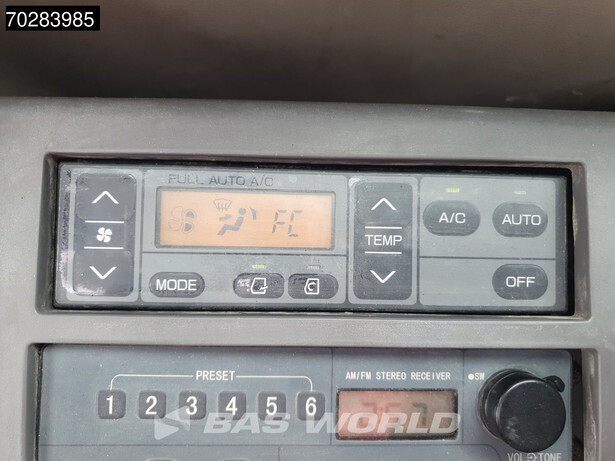 70283985
FULL AUTO A/C
FC
TEMP
A/C
AUTO
MODE
OFF
PRESET
AM/FM STEREO RECEIVER
SW
1 2 3 4 5 6
BAS WORLD
VOL TONE